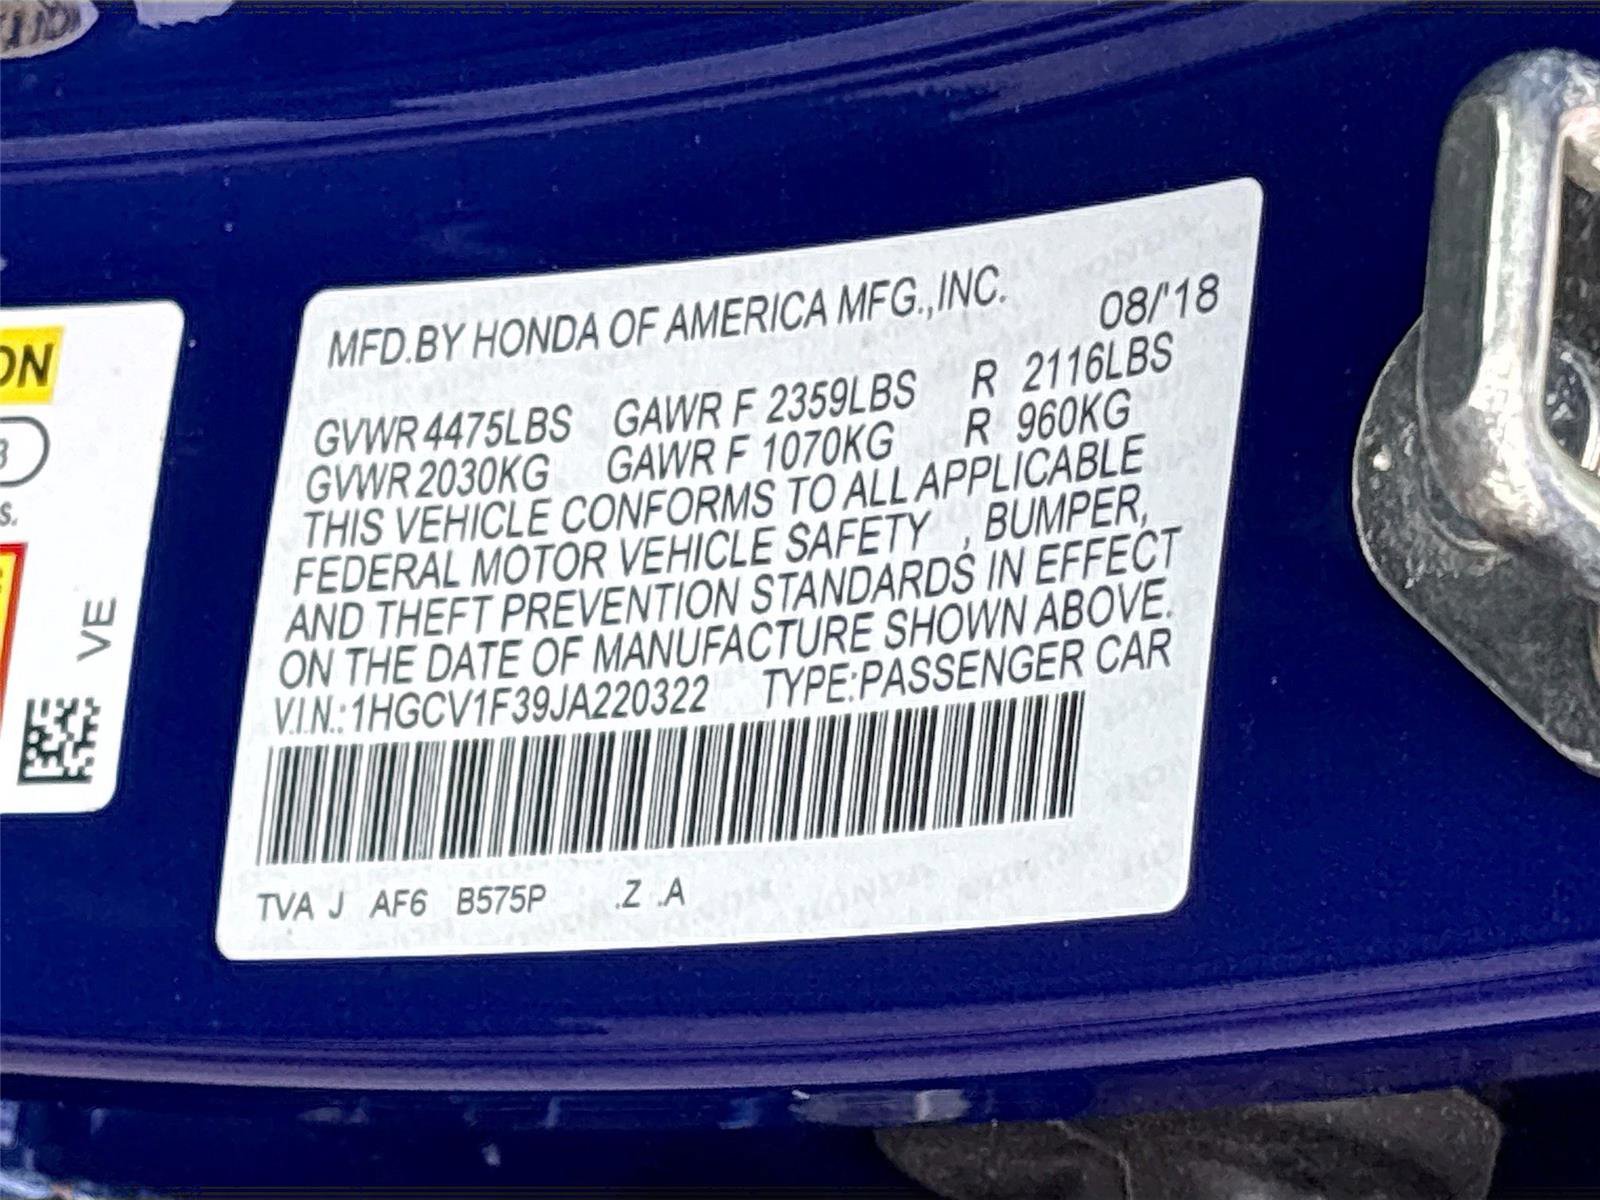 MFD.BY HONDA OF AMERICA MFG.,INC. 08/'18
GVWR 4475LBS GAWR F 2359LBS R 2116LBS
GVWR 2030KG GAWR F 1070KG R 960KG
THIS VEHICLE CONFORMS TO ALL APPLICABLE
FEDERAL MOTOR VEHICLE SAFETY , BUMPER,
AND THEFT PREVENTION STANDARDS IN EFFECT
ON THE DATE OF MANUFACTURE SHOWN ABOVE.
V.I.N.:1HGCV1F39JA220322 TYPE:PASSENGER CAR
TVA J AF6 B575P .Z .A
ON
S.
VE